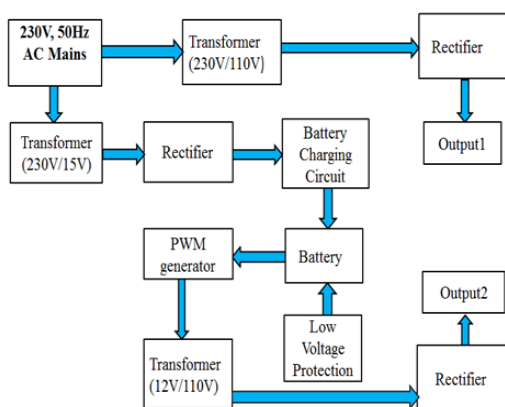 230V, 50Hz
AC Mains
Transformer
(230V/110V)
Rectifier
Output1
Transformer
(230V/15V)
Rectifier
Battery
Charging
Circuit
PWM
generator
Battery
Output2
Low
Voltage
Protection
Transformer
(12V/110V)
Rectifier